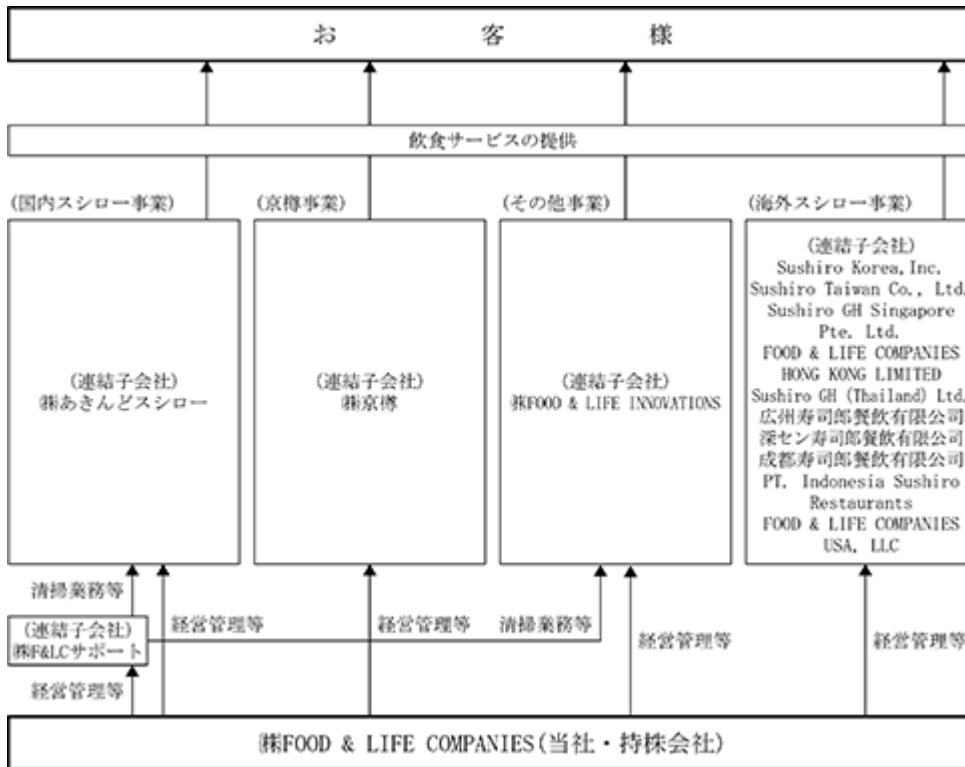 お客様
飲食サービスの提供
(国内スシロー事業)
(連結子会社)
㈱あきんどスシロー
(京樽事業)
(連結子会社)
㈱京樽
(その他事業)
(連結子会社)
㈱FOOD & LIFE INNOVATIONS
(海外スシロー事業)
(連結子会社)
Sushiro Korea,Inc.
Sushiro Taiwan Co., Ltd.
Sushiro GH Singapore
Pte. Ltd.
FOOD & LIFE COMPANIES
HONG KONG LIMITED
Sushiro GH (Thailand) Ltd.
広州寿司郎餐飲有限公司
深セン寿司郎餐飲有限公司
成都寿司郎餐飲有限公司
PT. Indonesia Sushiro
Restaurants
FOOD & LIFE COMPANIES
USA, LLC
清掃業務等
(連結子会社)
㈱F&LCサポート
経営管理等
経営管理等
経営管理等
清掃業務等
経営管理等
経営管理等
㈱FOOD & LIFE COMPANIES(当社・持株会社)